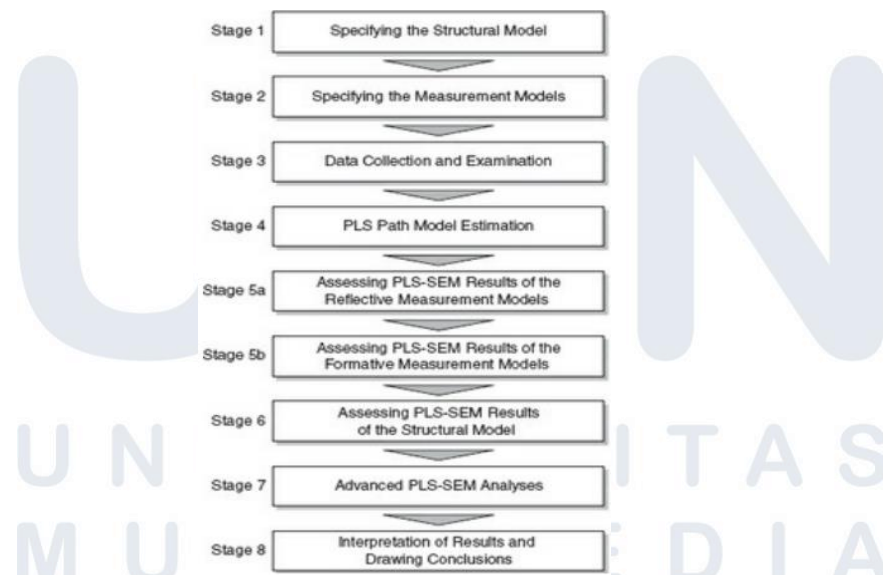 Stage 1 Specifying the Structural Model
Stage 2 Specifying the Measurement Models
Stage 3 Data Collection and Examination
Stage 4 PLS Path Model Estimation
Stage 5a Assessing PLS-SEM Results of the
Reflective Measurement Models
Stage 5b Assessing PLS-SEM Results of the
Formative Measurement Models
Stage 6 Assessing PLS-SEM Results
of the Structural Model
Stage 7 Advanced PLS-SEM Analyses
Stage 8 Interpretation of Results and
Drawing Conclusions